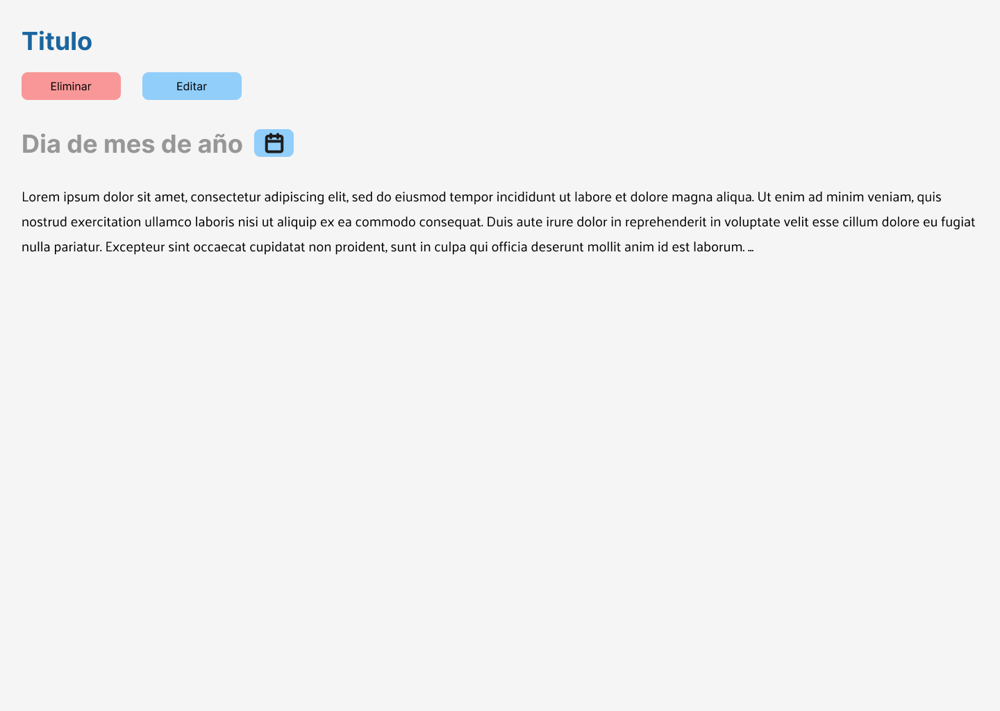 Titulo
Eliminar Editar
Dia de mes de año
Lorem ipsum dolor sit amet, consectetur adipiscing elit, sed do eiusmod tempor incididunt ut labore et dolore magna aliqua. Ut enim ad minim veniam, quis
nostrud exercitation ullamco laboris nisi ut aliquip ex ea commodo consequat. Duis aute irure dolor in reprehenderit in voluptate velit esse cillum dolore eu fugiat
nulla pariatur. Excepteur sint occaecat cupidatat non proident, sunt in culpa qui officia deserunt mollit anim id est laborum. ...